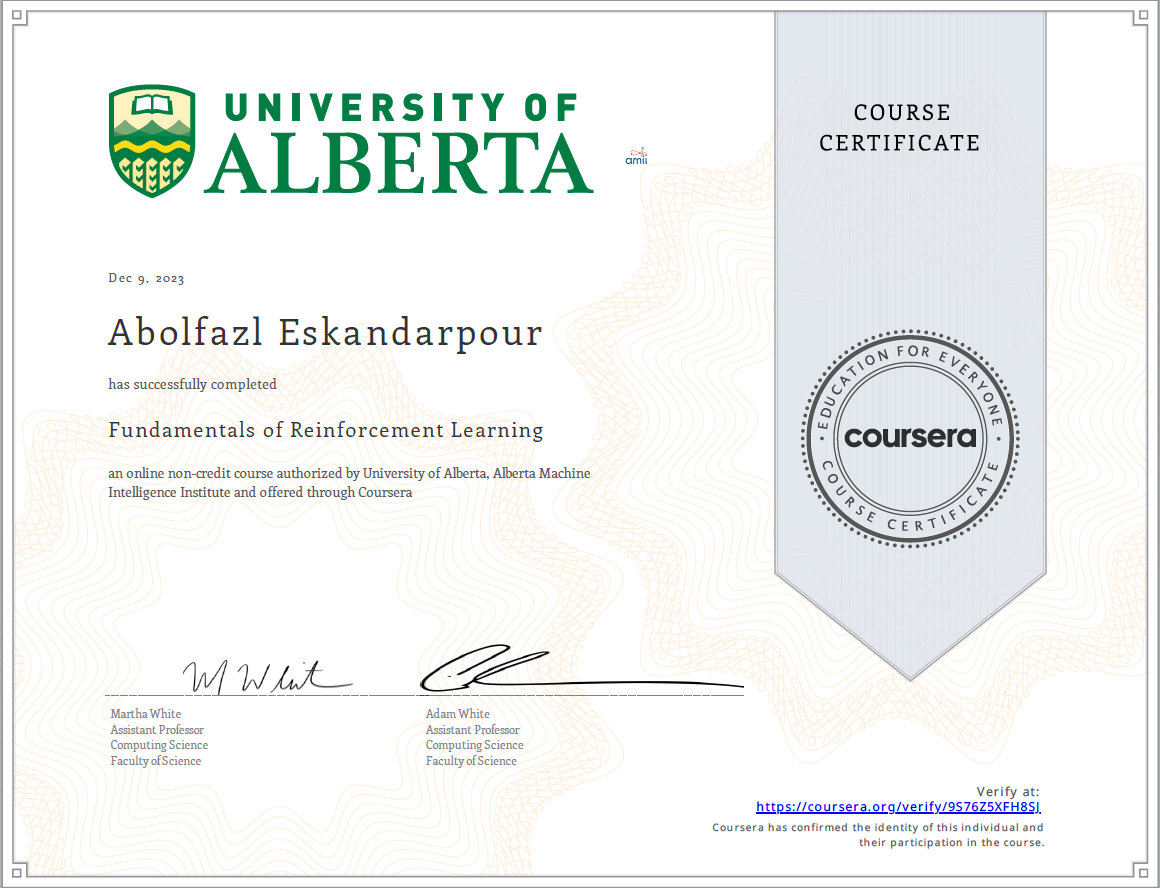 UNIVERSITY OF
ALBERTA
amii
COURSE
CERTIFICATE
Dec 9, 2023
Abolfazl Eskandarpour
has successfully completed
Fundamentals of Reinforcement Learning
an online non-credit course authorized by University of Alberta, Alberta Machine
Intelligence Institute and offered through Coursera
EDUCATION FOR EVERYONE
coursera
COURSE CERTIFICATE
M White
Martha White
Assistant Professor
Computing Science
Faculty of Science
Adam White
Assistant Professor
Computing Science
Faculty of Science
Verify at:
https://coursera.org/verify/9S76Z5XFH8SJ
Coursera has confirmed the identity of this individual and
their participation in the course.